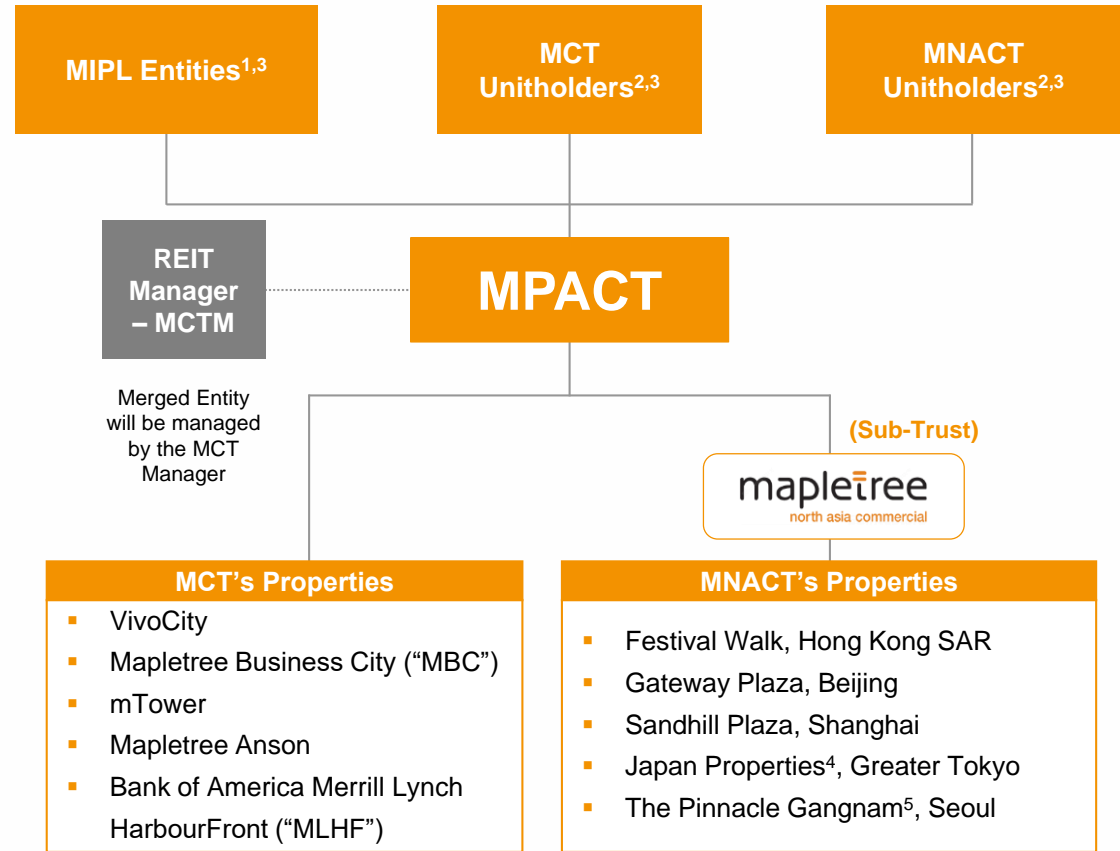 MIPL Entities¹,³
MCT
Unitholders²,³
MNACT
Unitholders²,³
REIT
Manager
– MCTM
MPACT
Merged Entity
will be managed
by the MCT
Manager
(Sub-Trust)
mapletree
north asia commercial
MCT’s Properties
▪ VivoCity
▪ Mapletree Business City (“MBC”)
▪ mTower
▪ Mapletree Anson
▪ Bank of America Merrill Lynch
HarbourFront (“MLHF”)
MNACT’s Properties
▪ Festival Walk, Hong Kong SAR
▪ Gateway Plaza, Beijing
▪ Sandhill Plaza, Shanghai
▪ Japan Properties⁴, Greater Tokyo
▪ The Pinnacle Gangnam⁵, Seoul